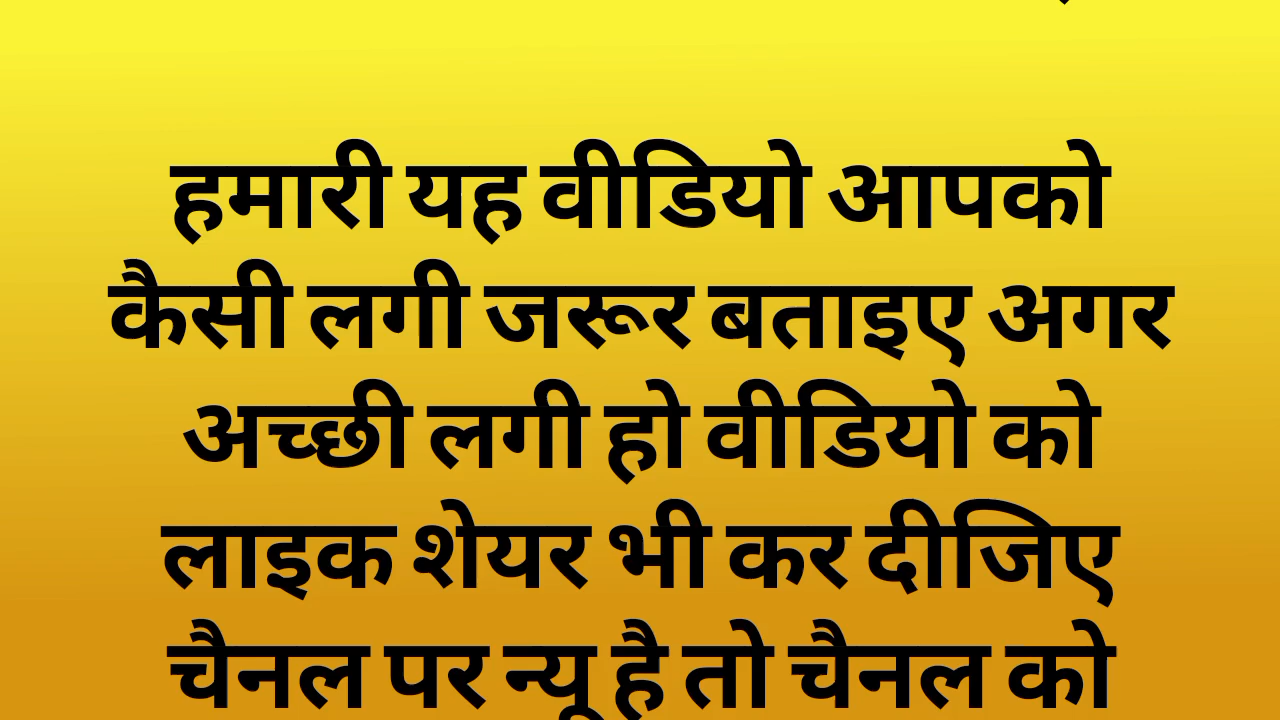 हमारी यह वीडियो आपको
कैसी लगी जरूर बताइए अगर
अच्छी लगी हो वीडियो को
लाइक शेयर भी कर दीजिए
चैनल पर न्यू है तो चैनल को